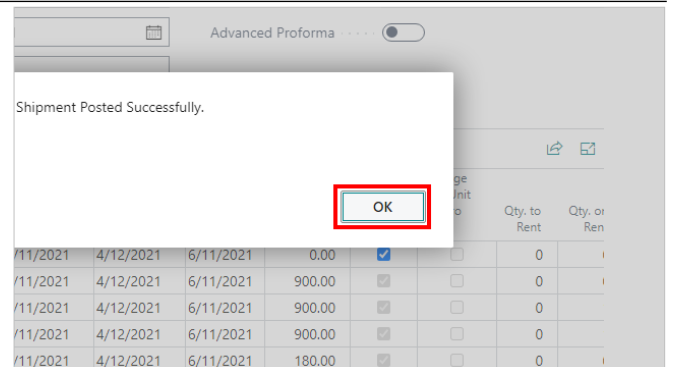 Advanced Proforma
Shipment Posted Successfully.
OK
Qty. to
Rent
/11/2021 4/12/2021 6/11/2021 0.00 0
/11/2021 4/12/2021 6/11/2021 900.00 0
/11/2021 4/12/2021 6/11/2021 900.00 0
/11/2021 4/12/2021 6/11/2021 900.00 0
/11/2021 4/12/2021 6/11/2021 180.00 0